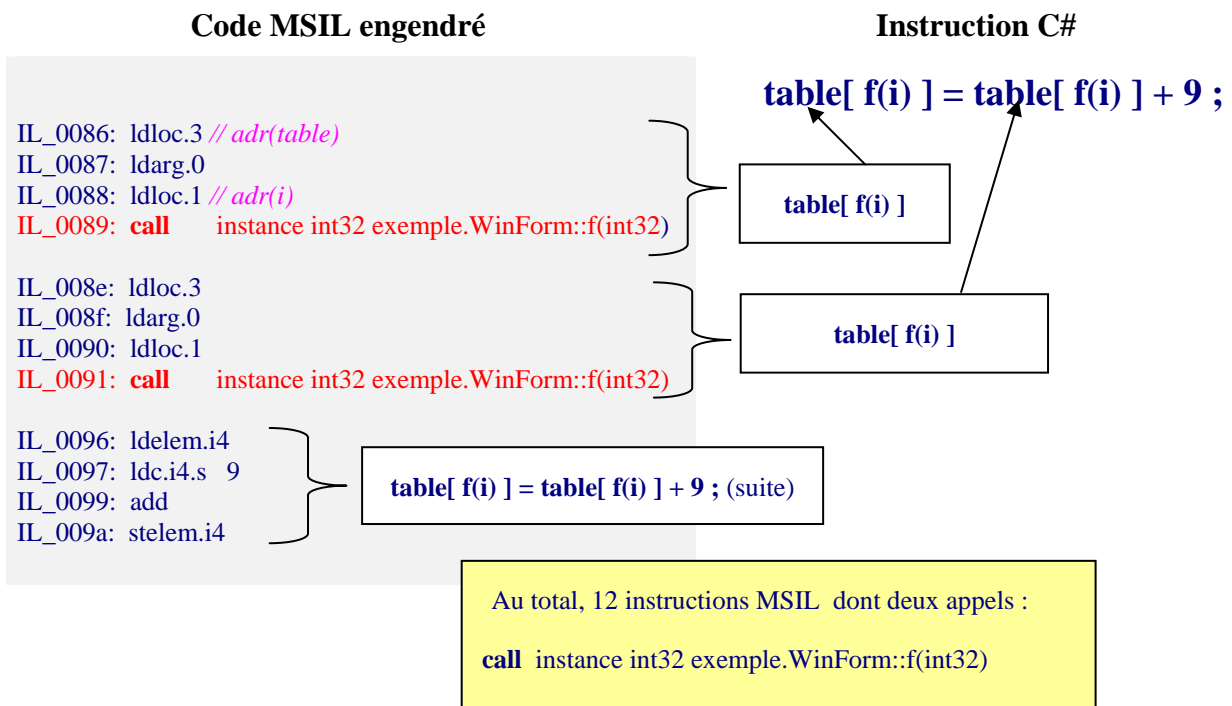 Code MSIL engendré
Instruction C#
table[ f(i) ] = table[ f(i) ] + 9 ;
IL_0086: ldloc.3 // adr(table)
IL_0087: ldarg.0
IL_0088: ldloc.1 // adr(i)
IL_0089: call instance int32 exemple.WinForm::f(int32)
table[ f(i) ]
IL_008e: ldloc.3
IL_008f: ldarg.0
IL_0090: ldloc.1
IL_0091: call instance int32 exemple.WinForm::f(int32)
table[ f(i) ]
IL_0096: ldelem.i4
IL_0097: ldc.i4.s 9
IL_0099: add
IL_009a: stelem.i4
table[ f(i) ] = table[ f(i) ] + 9 ; (suite)
Au total, 12 instructions MSIL dont deux appels :
call instance int32 exemple.WinForm::f(int32)